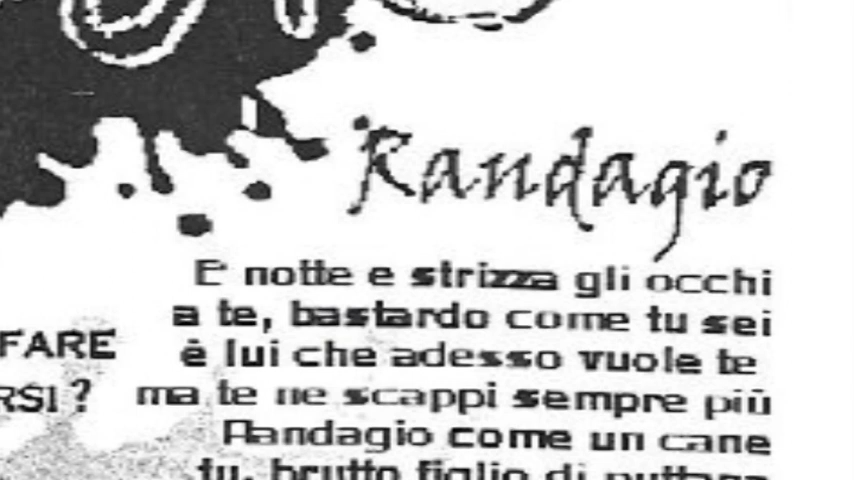 Randagio
E' notte e strizza gli occhi
a te, bastardo come tu sei
è lui che adesso vuole te
ma te ne scappi sempre più
Randagio come un cane
tu, brutto figlio di puttana
FARE
RSI?